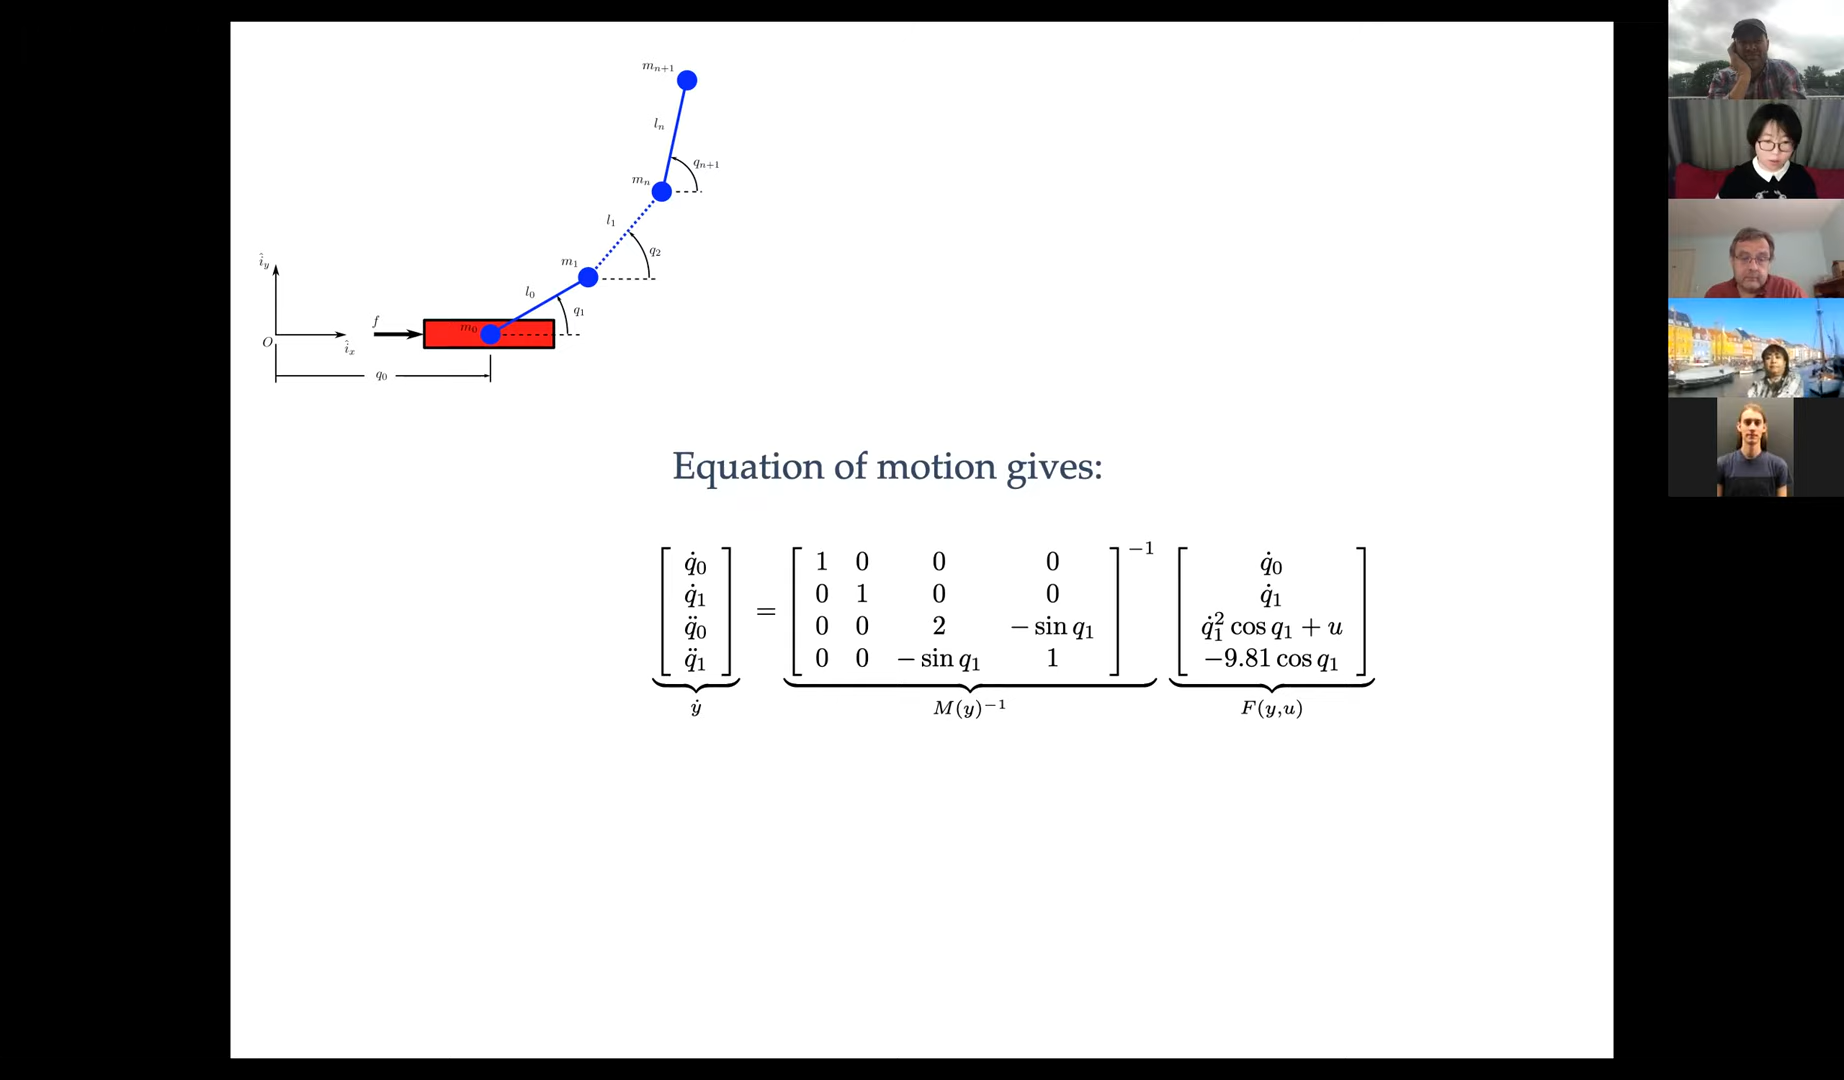 m_{n+1}
l_n
q_{n+1}
m_n
l_1
q_2
m_1
î_y
l_0
q_1
f
m_0
O
î_x
q_0
Equation of motion gives:
[ q̇_0 ] = [ 1 0 0 0 ]^{-1} [ q̇_0 ]
[ q̇_1 ] [ 0 1 0 0 ] [ q̇_1 ]
[ q̈_0 ] [ 0 0 2 − sin q_1 ] [ q̇_1^2 cos q_1 + u ]
[ q̈_1 ] [ 0 0 − sin q_1 1 ] [ −9.81 cos q_1 ]
ẏ M(y)^{−1} F(y,u)